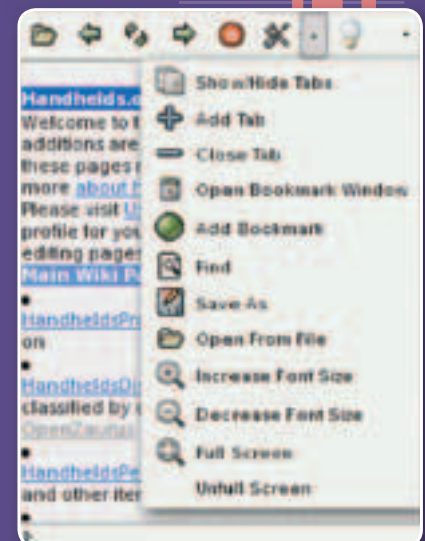 Show/Hide Tabs
Add Tab
Close Tab
Open Bookmark Window
Add Bookmark
Find
Save As
Open From File
Increase Font Size
Decrease Font Size
Full Screen
Unfull Screen
Handhelds.o
Welcome to t
additions are
these pages
more about
Please visit U
profile for you
editing pages
Main Wiki P
HandheldsPr
on
HandheldsDi
classified by
OpenZaurus
HandheldsPe
and other iter